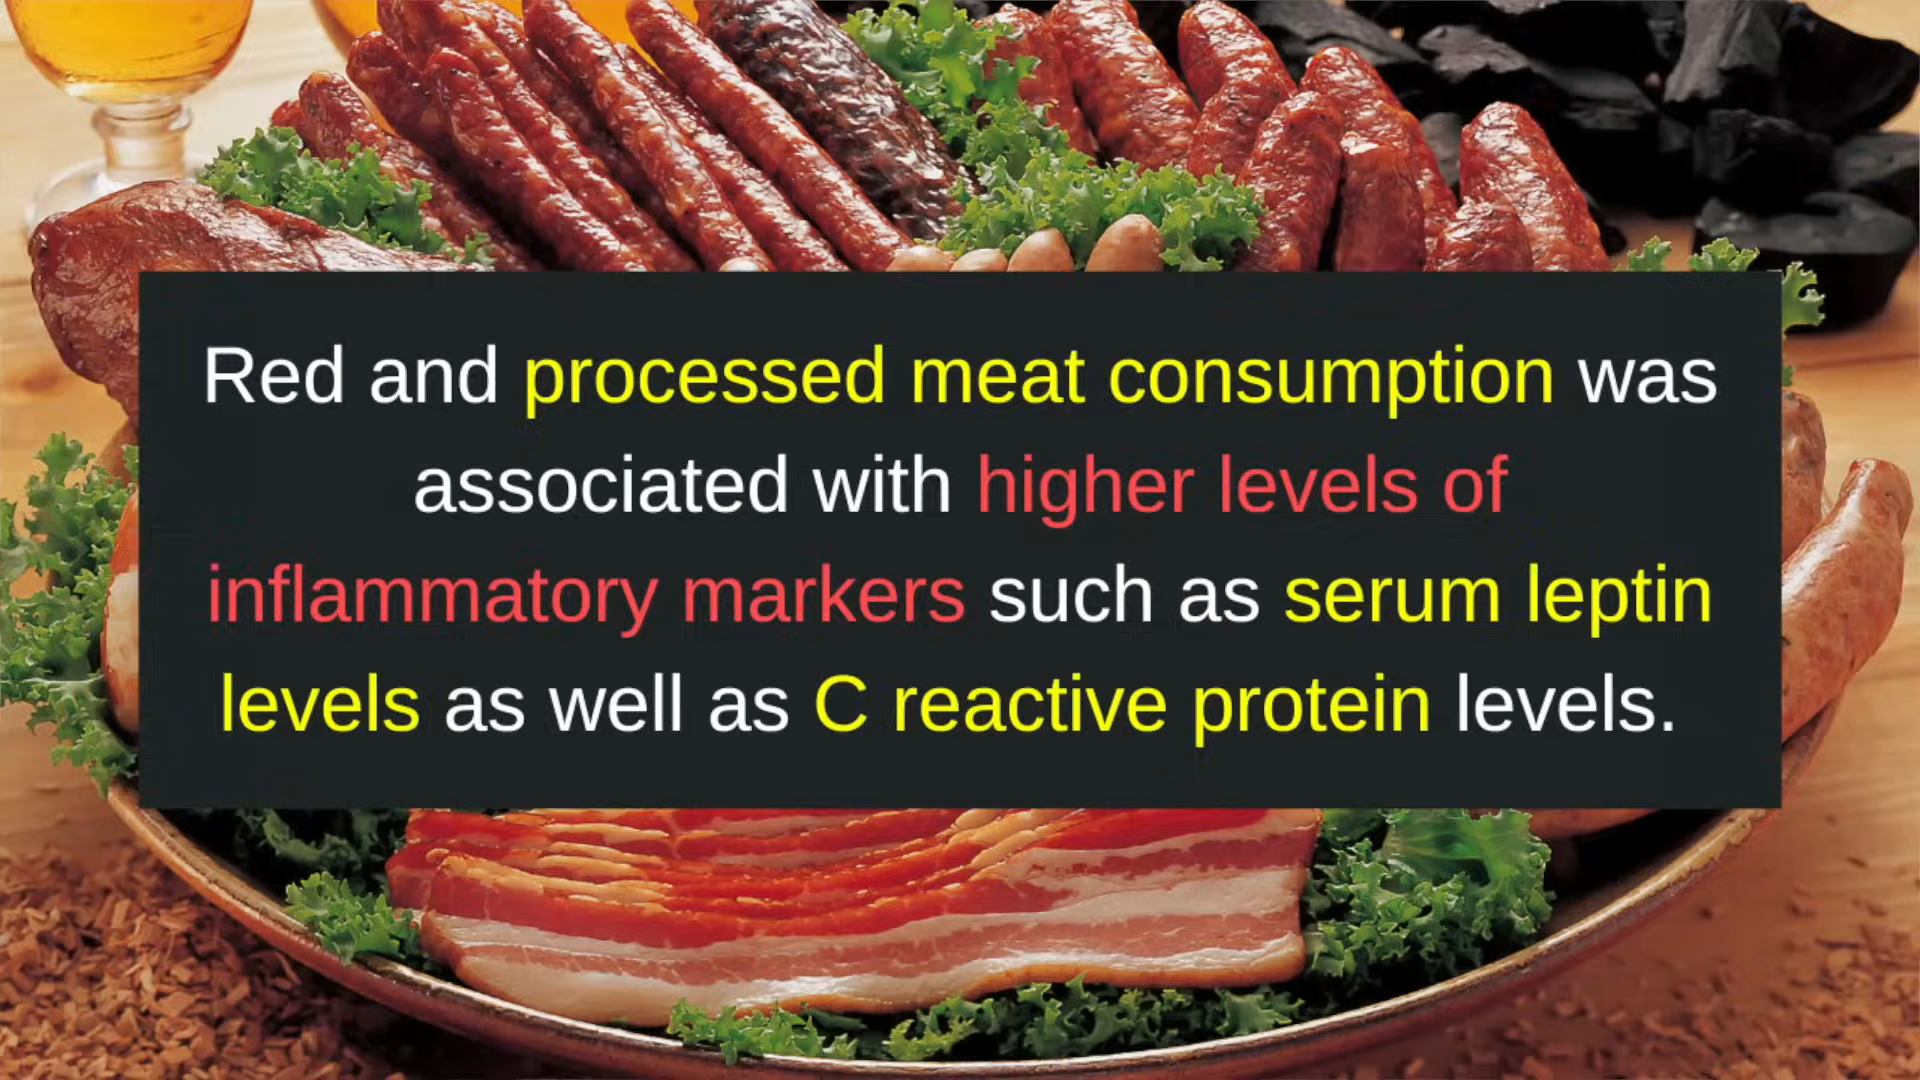 Red and processed meat consumption was
associated with higher levels of
inflammatory markers such as serum leptin
levels as well as C reactive protein levels.